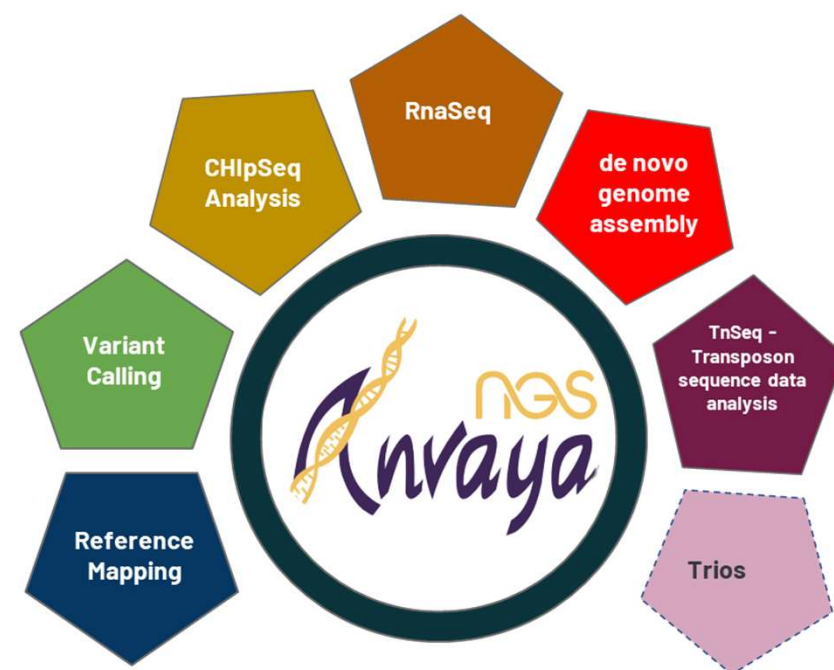 RnaSeq
CHIpSeq
Analysis
de novo
genome
assembly
Variant
Calling
TnSeq -
Transposon
sequence data
analysis
NGS
Anvaya
Reference
Mapping
Trios